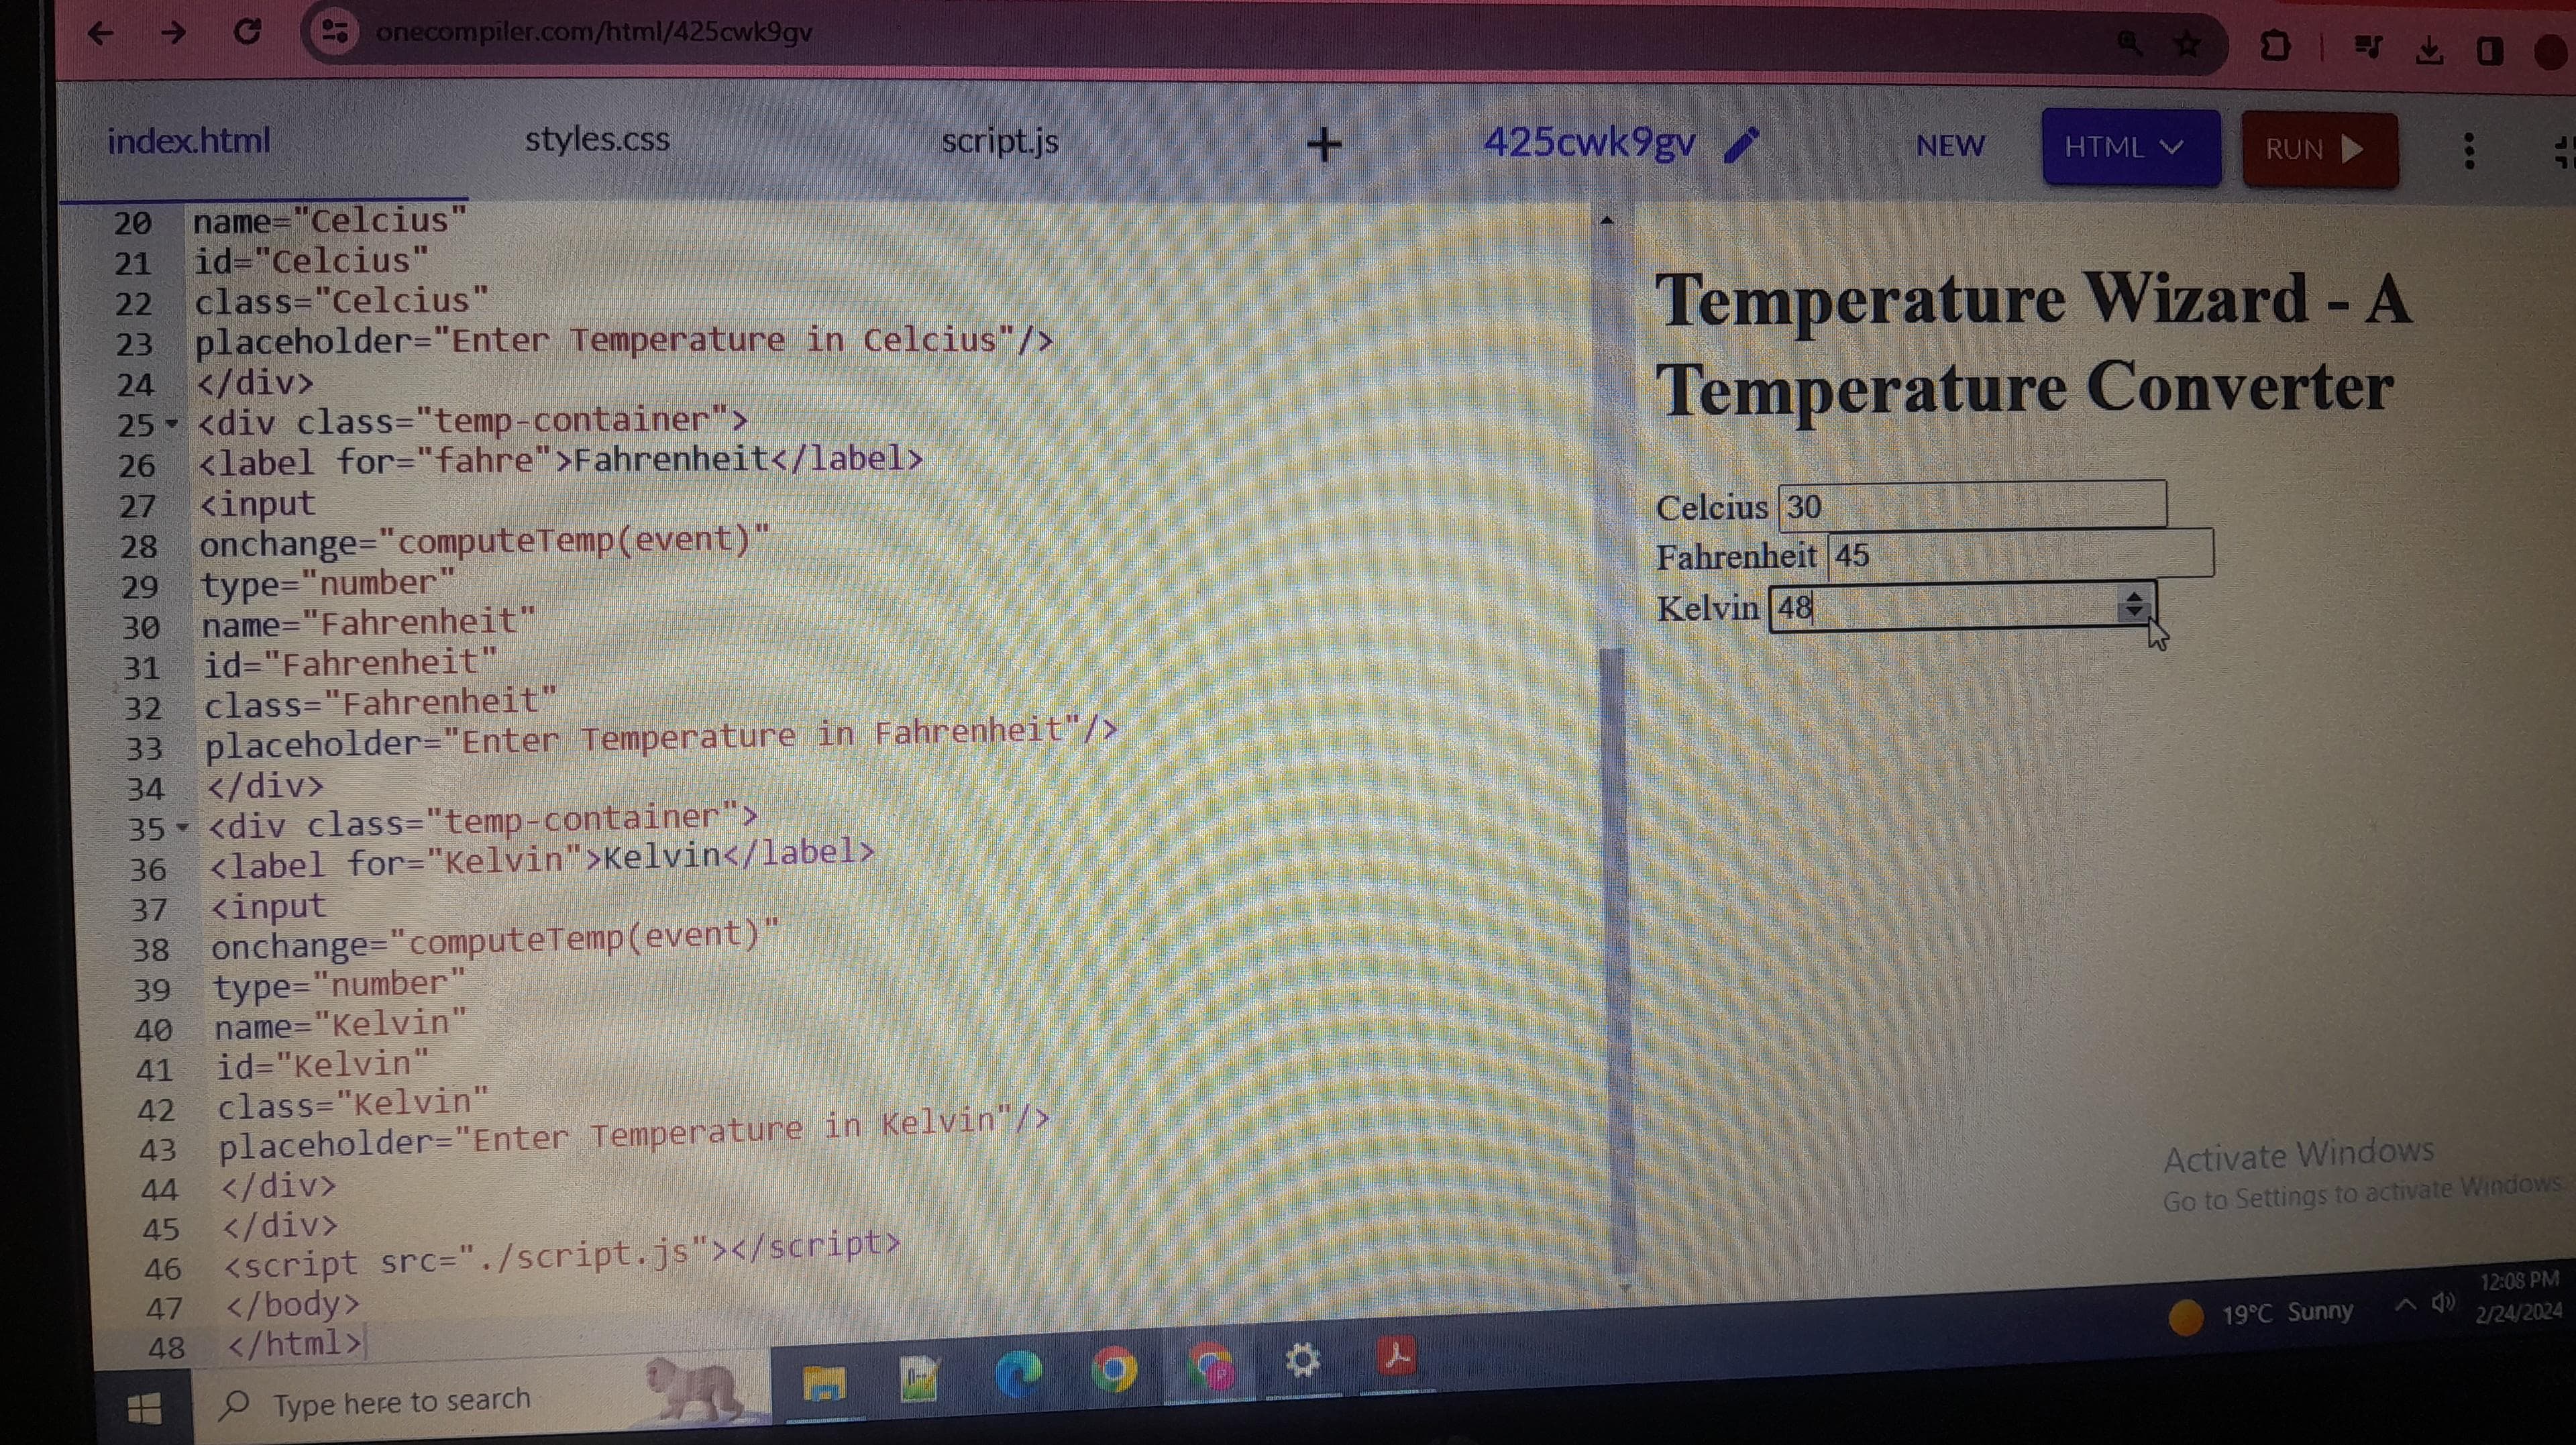 onecompiler.com/html/425cwk9gv
index.html styles.css script.js + 425cwk9gv NEW HTML RUN
20 name="Celcius"
21 id="Celcius"
22 class="Celcius"
23 placeholder="Enter Temperature in Celcius"/>
24 </div>
25 <div class="temp-container">
26 <label for="fahre">Fahrenheit</label>
27 <input
28 onchange="computeTemp(event)"
29 type="number"
30 name="Fahrenheit"
31 id="Fahrenheit"
32 class="Fahrenheit"
33 placeholder="Enter Temperature in Fahrenheit"/>
34 </div>
35 <div class="temp-container">
36 <label for="Kelvin">Kelvin</label>
37 <input
38 onchange="computeTemp(event)"
39 type="number"
40 name="Kelvin"
41 id="Kelvin"
42 class="Kelvin"
43 placeholder="Enter Temperature in Kelvin"/>
44 </div>
45 </div>
46 <script src="./script.js"></script>
47 </body>
48 </html>
Temperature Wizard - A
Temperature Converter
Celcius 30
Fahrenheit 45
Kelvin 48
Activate Windows
Go to Settings to activate Windows
Type here to search
19°C Sunny
12:08 PM
2/24/2024